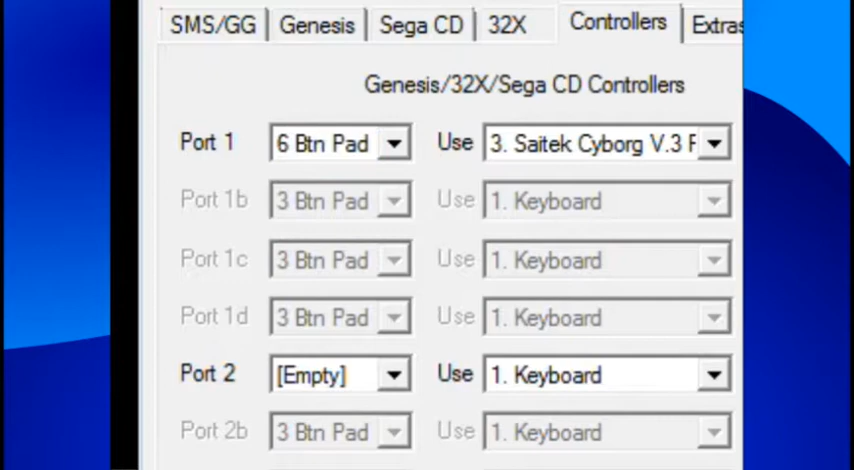 SMS/GG Genesis Sega CD 32X Controllers Extras
Genesis/32X/Sega CD Controllers
Port 1 6 Btn Pad Use 3. Saitek Cyborg V.3 F
Port 1b 3 Btn Pad Use 1. Keyboard
Port 1c 3 Btn Pad Use 1. Keyboard
Port 1d 3 Btn Pad Use 1. Keyboard
Port 2 [Empty] Use 1. Keyboard
Port 2b 3 Btn Pad Use 1. Keyboard